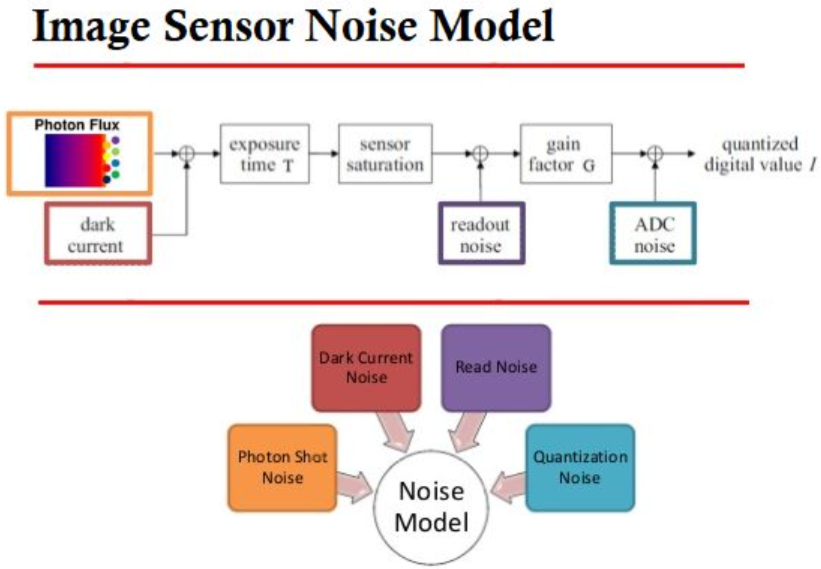 Image Sensor Noise Model
Photon Flux
exposure
time T
sensor
saturation
gain
factor G
quantized
digital value I
dark
current
readout
noise
ADC
noise
Dark Current
Noise
Read Noise
Photon Shot
Noise
Quantization
Noise
Noise
Model